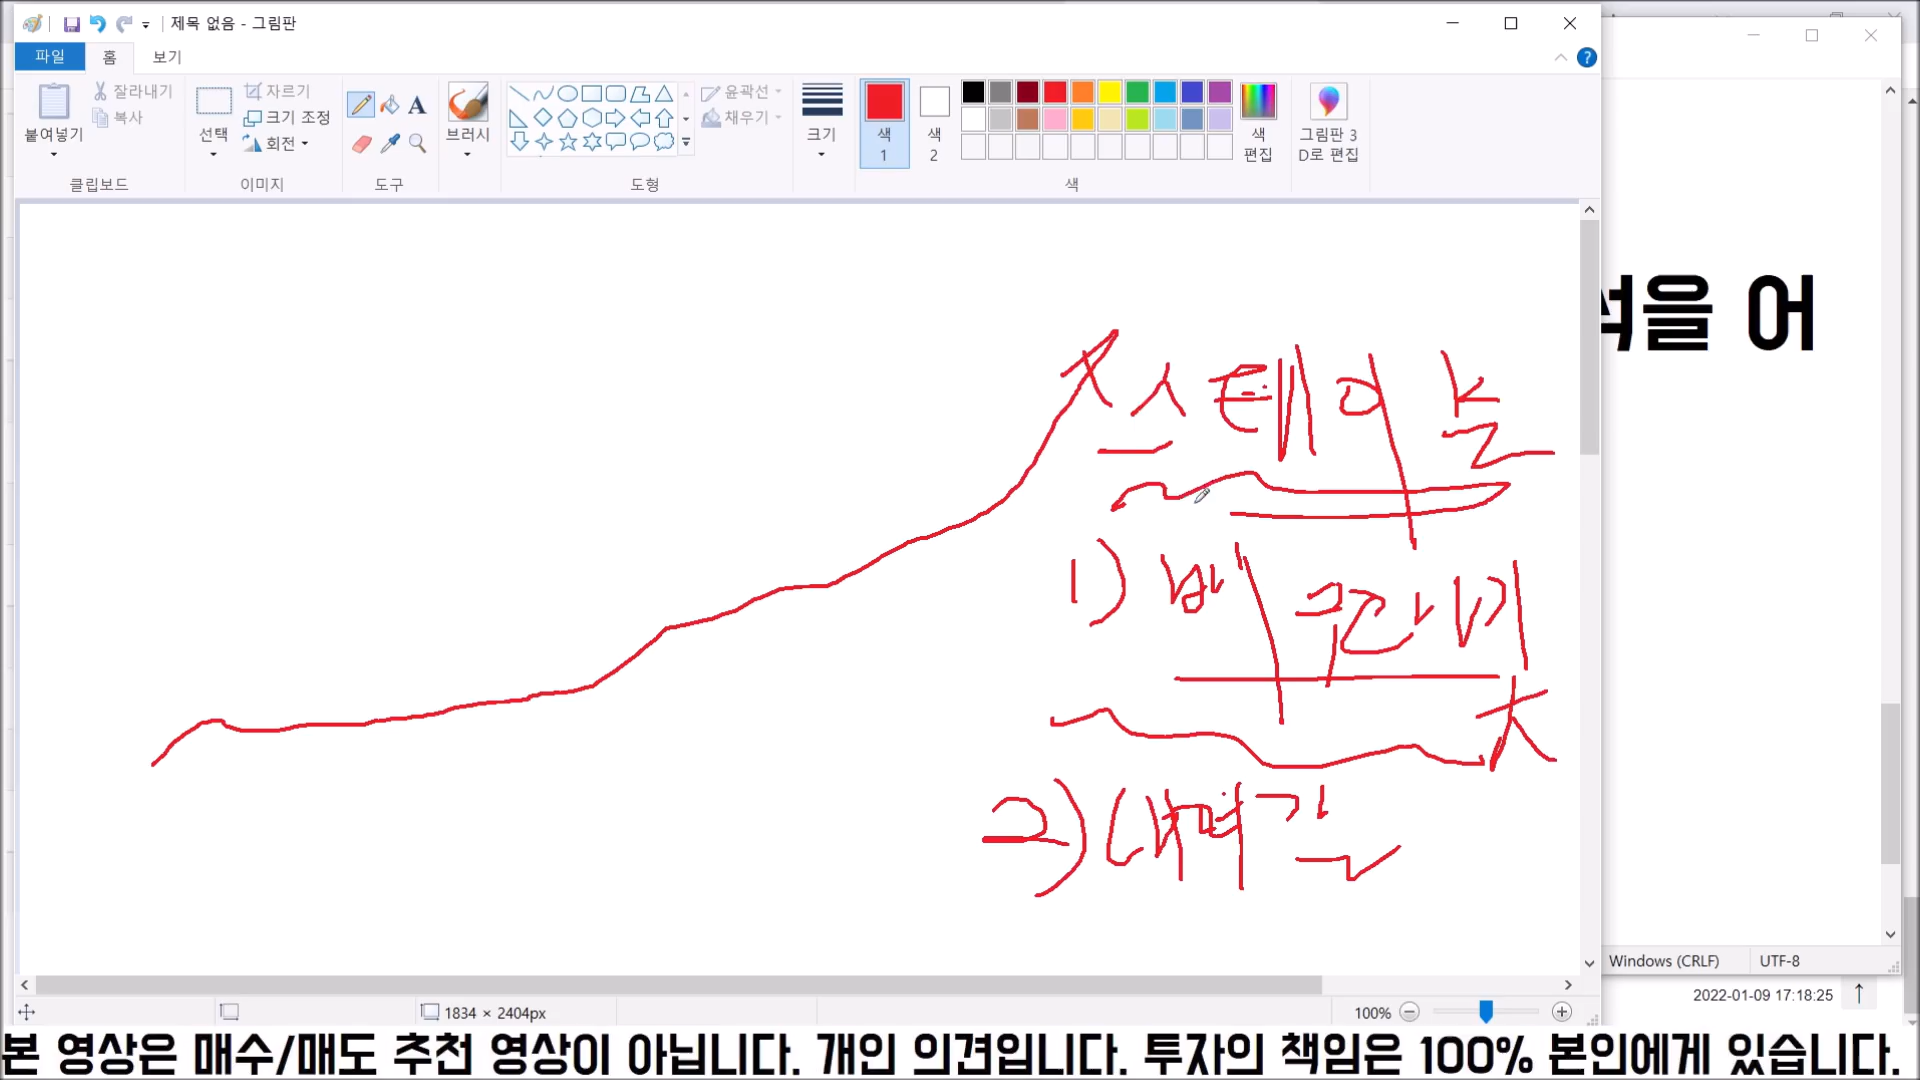 제목 없음 - 그림판
파일 홈 보기
붙여넣기
잘라내기
복사
클립보드
선택
자르기
크기 조정
회전
이미지
A
도구
브러시
윤곽선
채우기
도형
크기
색
1
색
2
색
편집
그림판 3
D로 편집
색
석을 어
스테이블
1)
2)
1834 × 2404px
100%
Windows (CRLF) UTF-8
2022-01-09 17:18:25
본 영상은 매수/매도 추천 영상이 아닙니다. 개인 의견입니다. 투자의 책임은 100% 본인에게 있습니다.